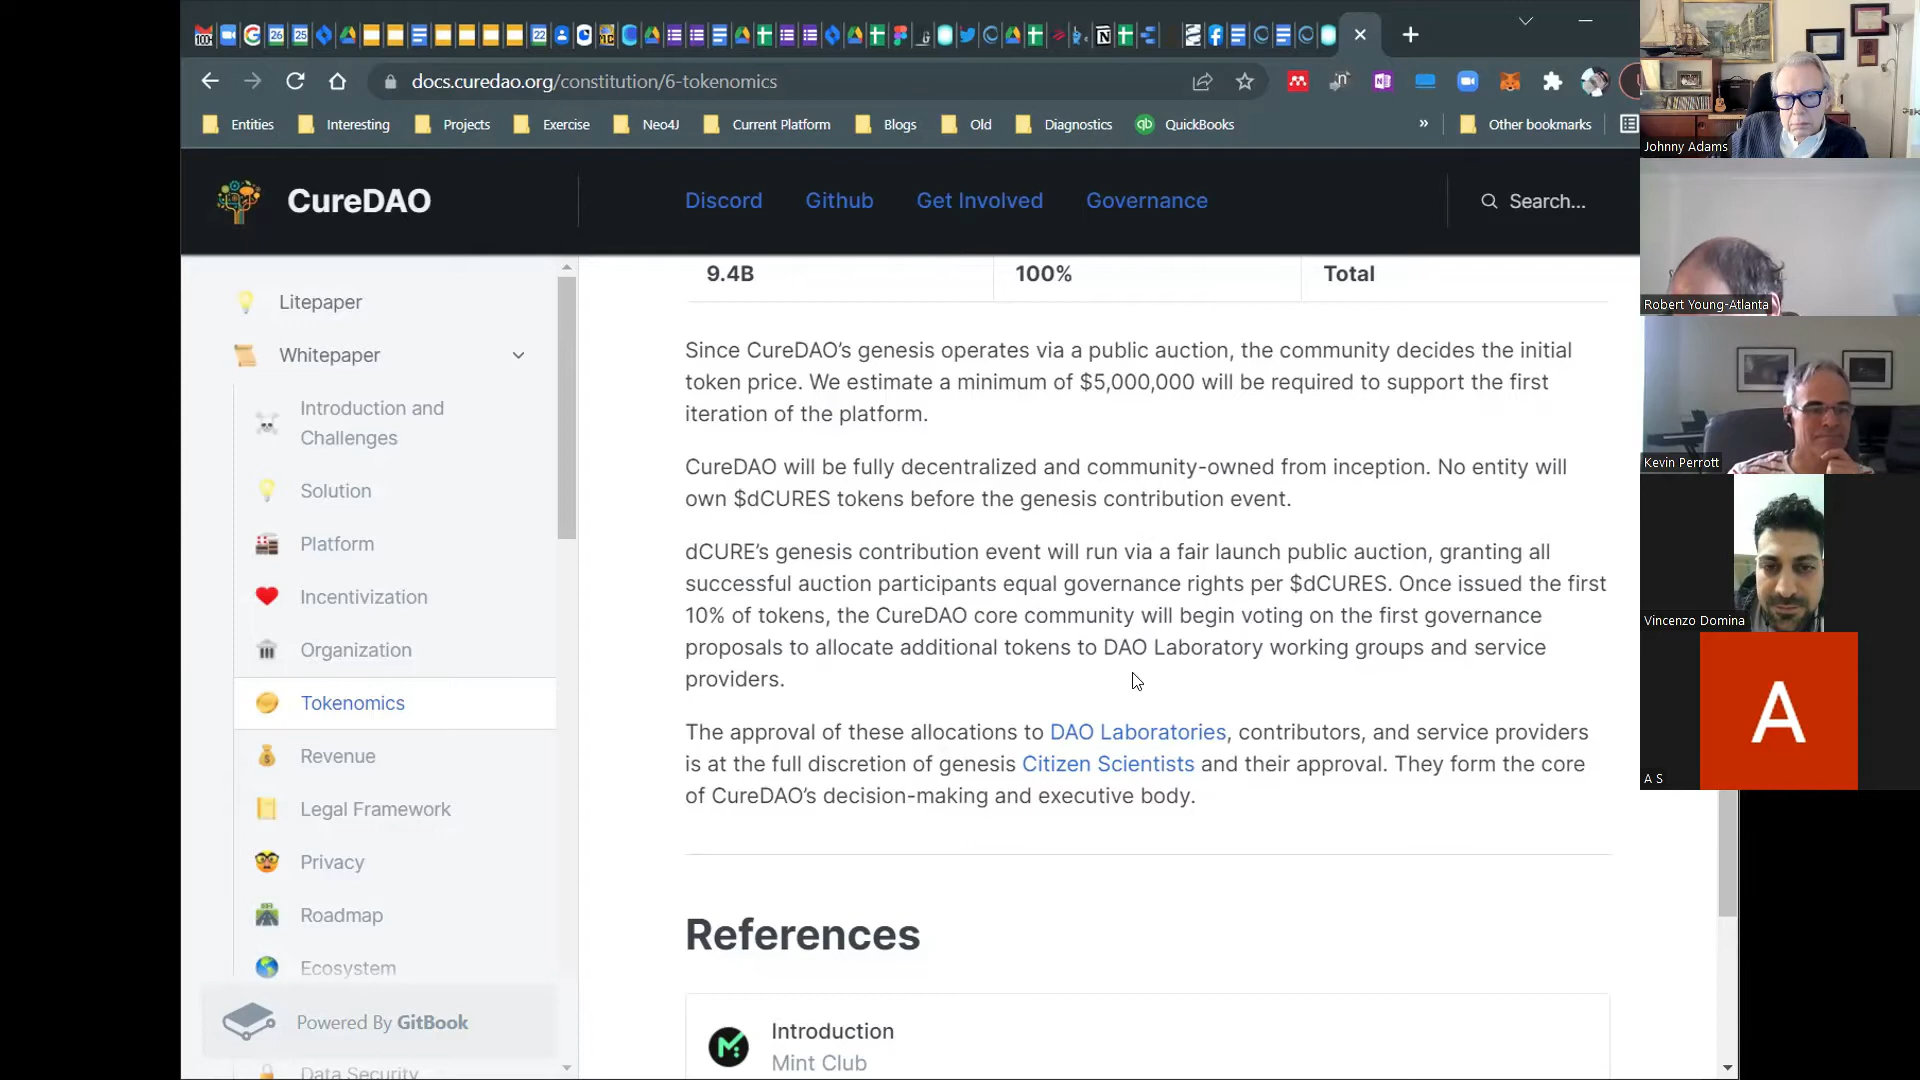 docs.curedao.org/constitution/6-tokenomics
Entities
Interesting
Projects
Exercise
Neo4J
Current Platform
Blogs
Old
Diagnostics
qb QuickBooks
»
Other bookmarks
CureDAO
Discord
Github
Get Involved
Governance
Search...
Litepaper
Whitepaper
Introduction and
Challenges
Solution
Platform
Incentivization
Organization
Tokenomics
Revenue
Legal Framework
Privacy
Roadmap
Ecosystem
Powered By GitBook
Data Security
9.4B 100% Total
Since CureDAO’s genesis operates via a public auction, the community decides the initial
token price. We estimate a minimum of $5,000,000 will be required to support the first
iteration of the platform.
CureDAO will be fully decentralized and community-owned from inception. No entity will
own $dCURES tokens before the genesis contribution event.
dCURE’s genesis contribution event will run via a fair launch public auction, granting all
successful auction participants equal governance rights per $dCURES. Once issued the first
10% of tokens, the CureDAO core community will begin voting on the first governance
proposals to allocate additional tokens to DAO Laboratory working groups and service
providers.
The approval of these allocations to DAO Laboratories, contributors, and service providers
is at the full discretion of genesis Citizen Scientists and their approval. They form the core
of CureDAO’s decision-making and executive body.
References
Introduction
Mint Club
Johnny Adams
Robert Young-Atlanta
Kevin Perrott
Vincenzo Domina
A
A S